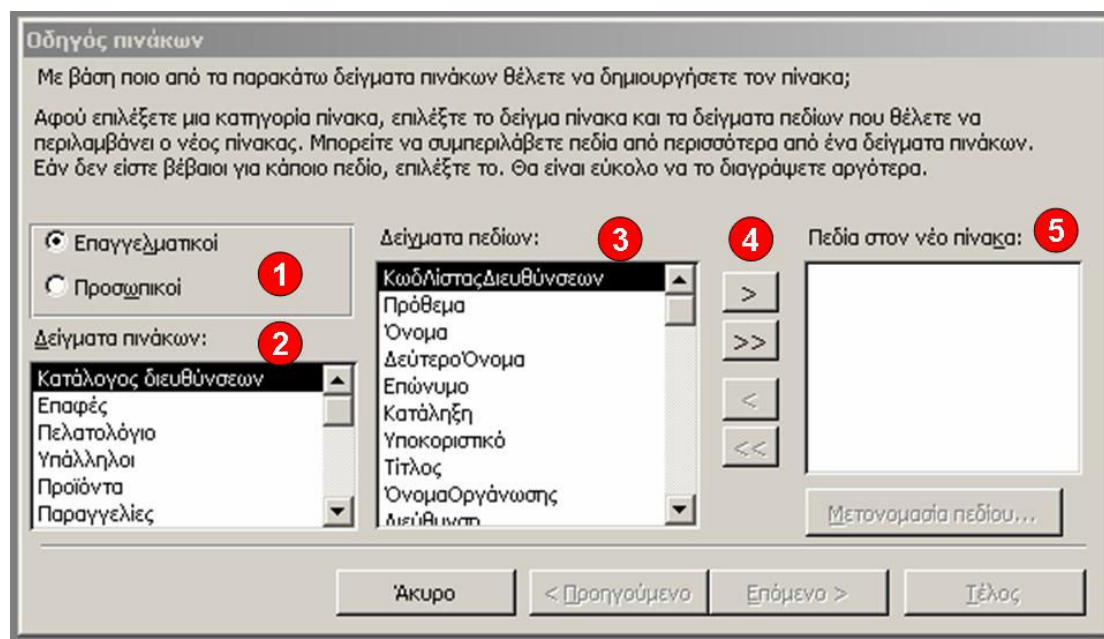 Οδηγός πινάκων
Με βάση ποιο από τα παρακάτω δείγματα πινάκων θέλετε να δημιουργήσετε τον πίνακα;
Αφού επιλέξετε μια κατηγορία πίνακα, επιλέξτε το δείγμα πίνακα και τα δείγματα πεδίων που θέλετε να
περιλαμβάνει ο νέος πίνακας. Μπορείτε να συμπεριλάβετε πεδία από περισσότερα από ένα δείγματα πινάκων.
Εάν δεν είστε βέβαιοι για κάποιο πεδίο, επιλέξτε το. Θα είναι εύκολο να το διαγράψετε αργότερα.
Επαγγελματικοί
Προσωπικοί
1
Δείγματα πινάκων:
2
Κατάλογος διευθύνσεων
Επαφές
Πελατολόγιο
Υπάλληλοι
Προϊόντα
Παραγγελίες
Δείγματα πεδίων:
3
ΚωδΛίσταςΔιευθύνσεων
Πρόθεμα
Όνομα
ΔεύτεροΌνομα
Επώνυμο
Κατάληξη
Υποκοριστικό
Τίτλος
ΌνομαΟργάνωσης
Διεύθυνση
4
>
>>
<
<<
Πεδία στον νέο πίνακα:
5
Μετονομασία πεδίου...
Άκυρο
< Προηγούμενο
Επόμενο >
Τέλος